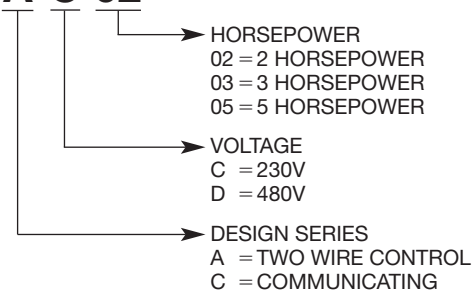 HORSEPOWER
02 = 2 HORSEPOWER
03 = 3 HORSEPOWER
05 = 5 HORSEPOWER
VOLTAGE
C = 230V
D = 480V
DESIGN SERIES
A = TWO WIRE CONTROL
C = COMMUNICATING